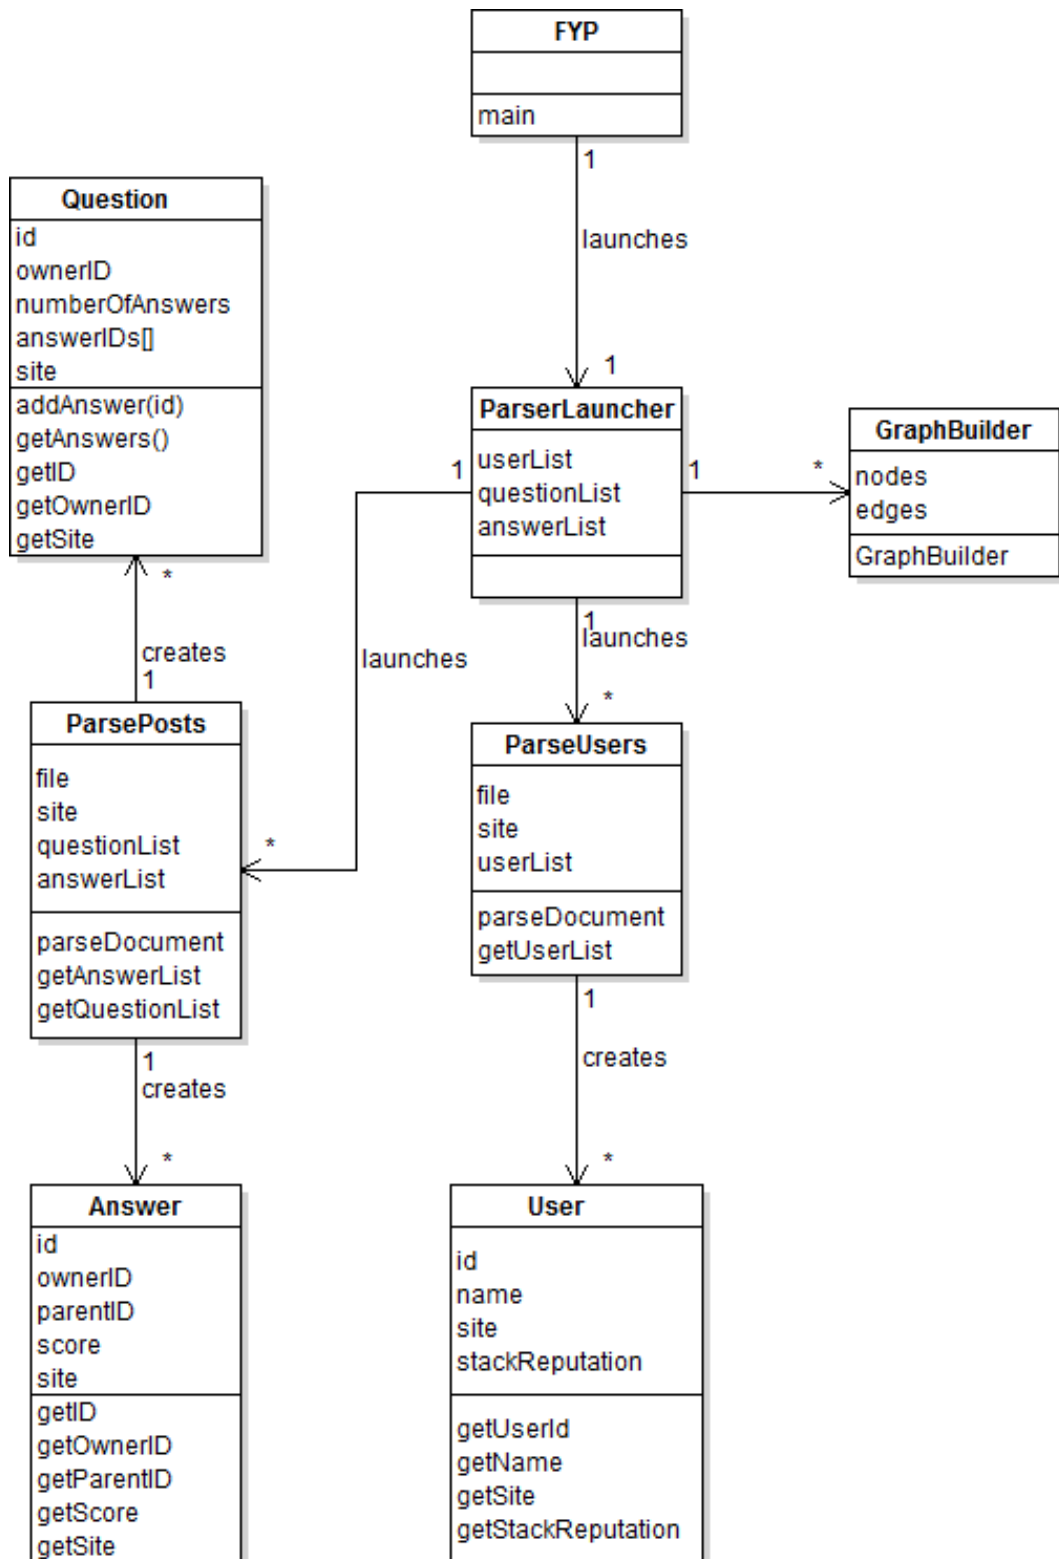 FYP
main
1
launches
1
Question
id
ownerID
numberOfAnswers
answerIDs[]
site
addAnswer(id)
getAnswers()
getID
getOwnerID
getSite
ParserLauncher
userList
questionList
answerList
1
1
*
GraphBuilder
nodes
edges
GraphBuilder
*
creates
1
launches
*
1
launches
*
ParsePosts
file
site
questionList
answerList
parseDocument
getAnswerList
getQuestionList
ParseUsers
file
site
userList
parseDocument
getUserList
1
creates
*
1
creates
*
Answer
id
ownerID
parentID
score
site
getID
getOwnerID
getParentID
getScore
getSite
User
id
name
site
stackReputation
getUserId
getName
getSite
getStackReputation